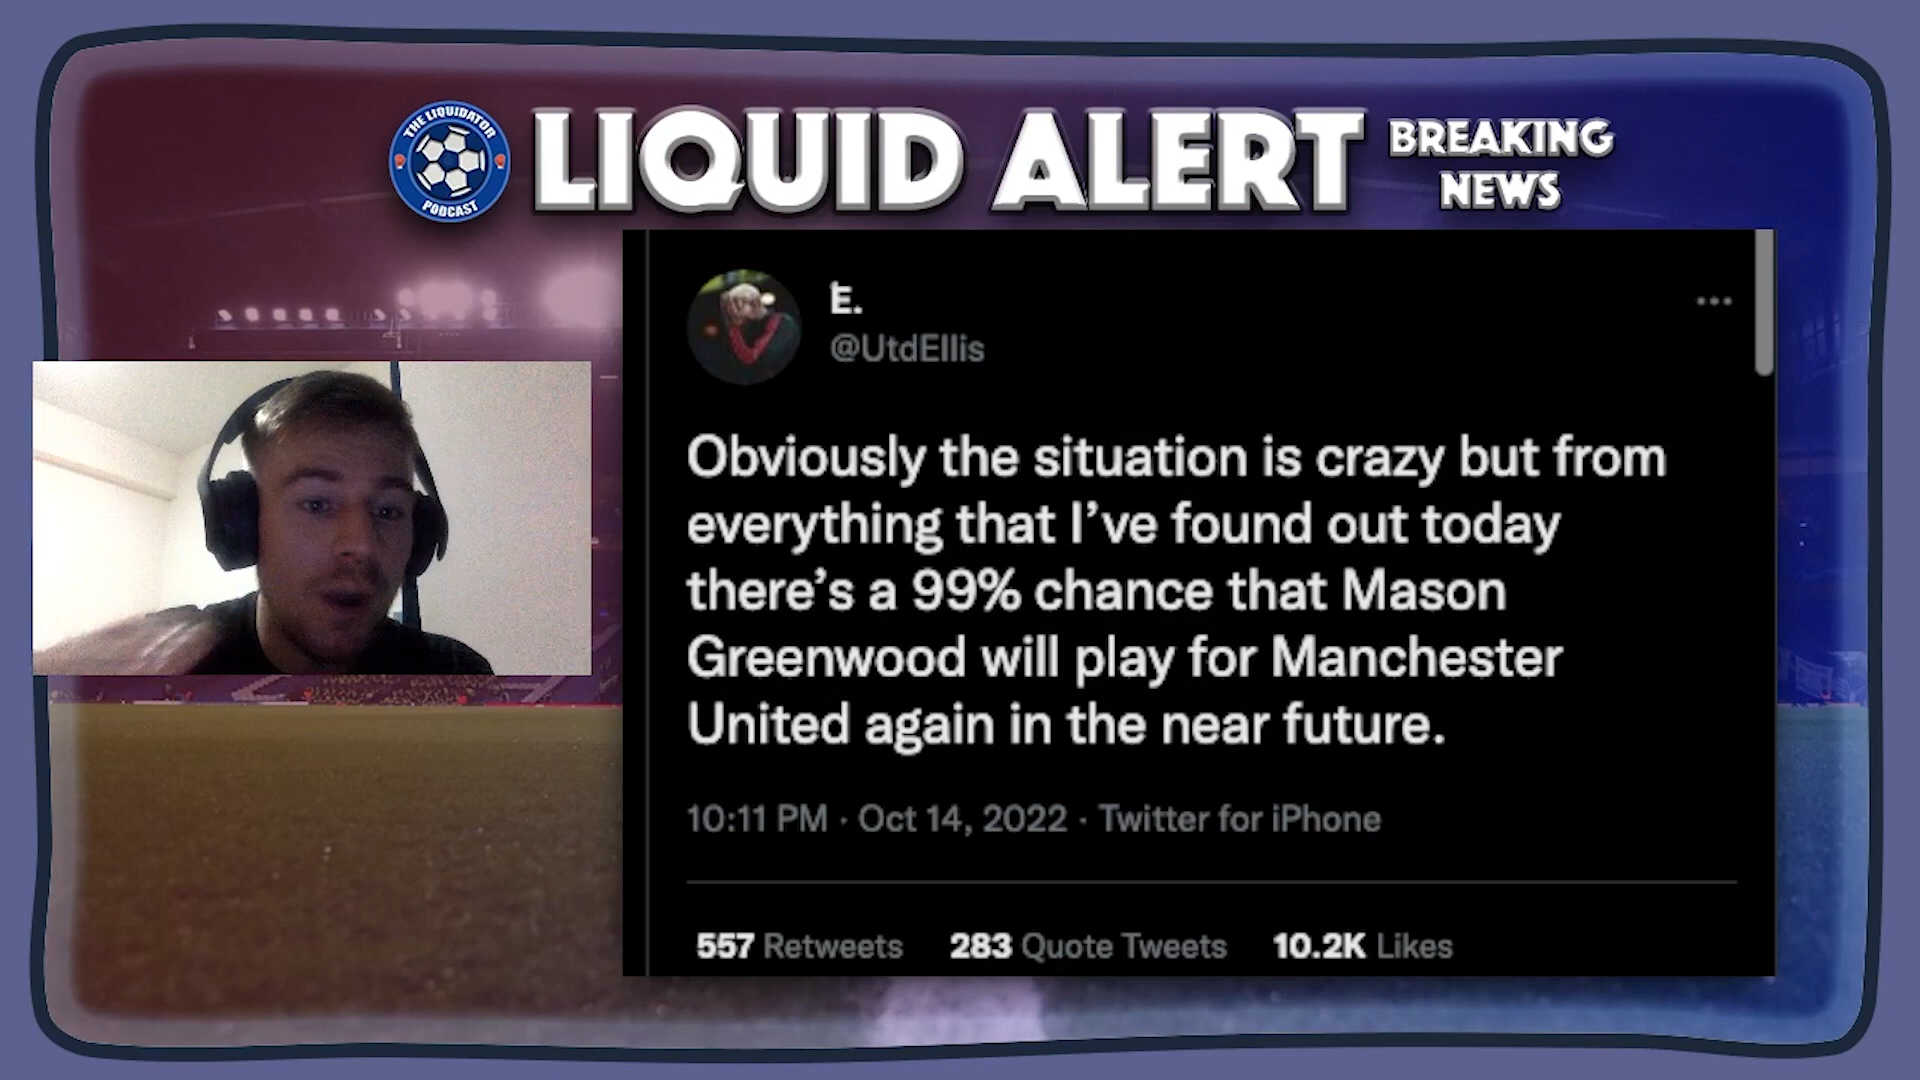 THE LIQUIDATOR
PODCAST
LIQUID ALERT
BREAKING
NEWS
E.
@UtdEllis
Obviously the situation is crazy but from
everything that I’ve found out today
there’s a 99% chance that Mason
Greenwood will play for Manchester
United again in the near future.
10:11 PM · Oct 14, 2022 · Twitter for iPhone
557 Retweets 283 Quote Tweets 10.2K Likes